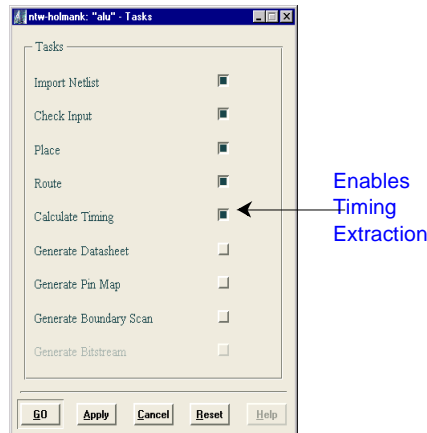 ntw-holmank: "alu" - Tasks
Tasks
Import Netlist
Check Input
Place
Route
Calculate Timing
Generate Datasheet
Generate Pin Map
Generate Boundary Scan
Generate Bitstream
GO Apply Cancel Reset Help
Enables
Timing
Extraction